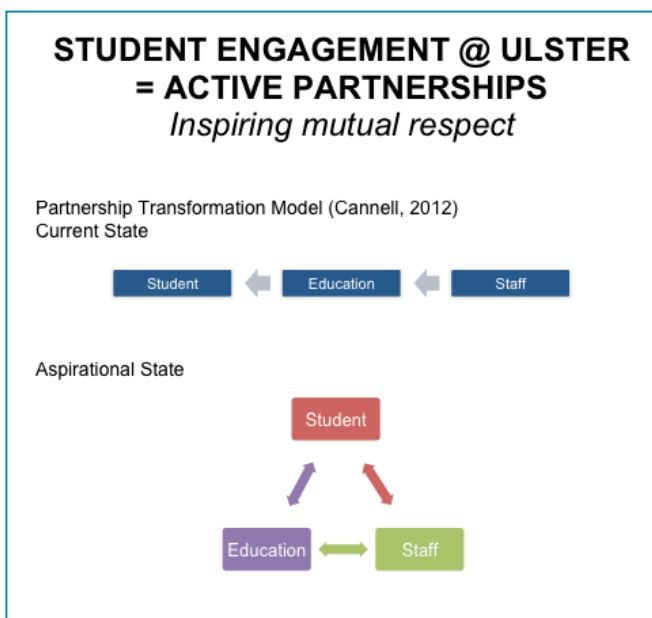 STUDENT ENGAGEMENT @ ULSTER
= ACTIVE PARTNERSHIPS
Inspiring mutual respect
Partnership Transformation Model (Cannell, 2012)
Current State
Student Education Staff
Aspirational State
Student
Education Staff